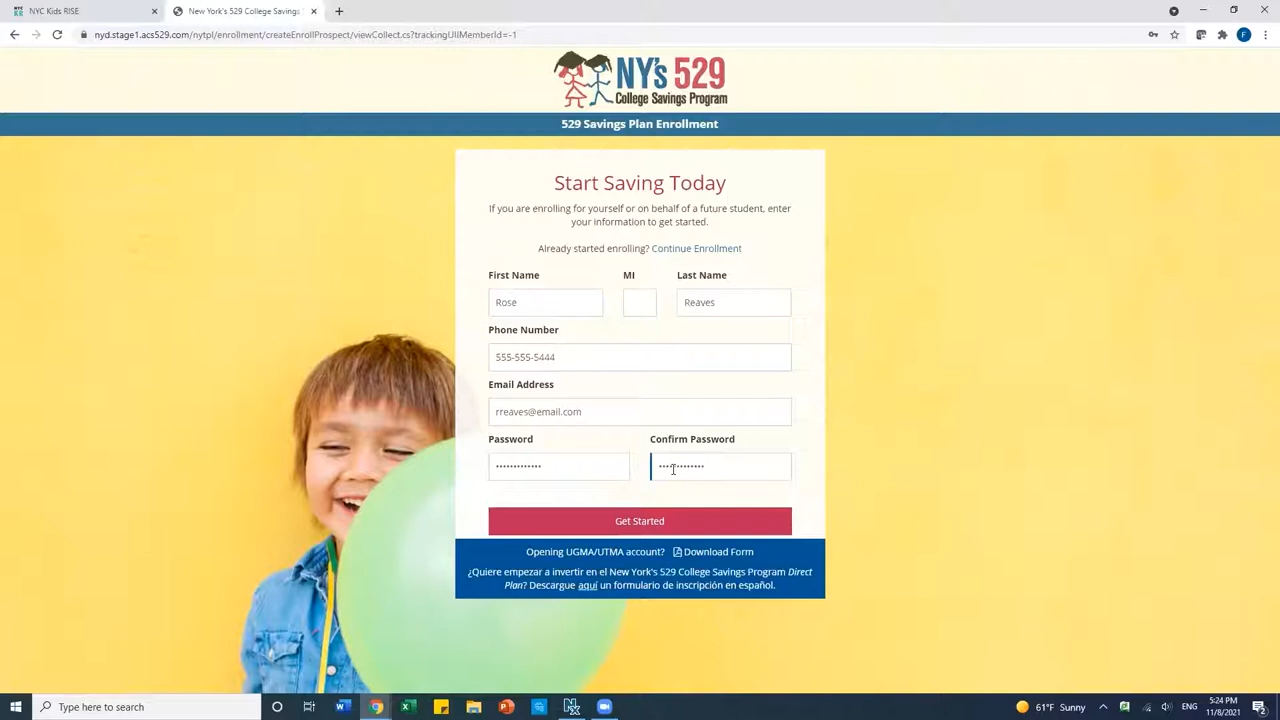 NYC Kids RISE
New York's 529 College Savings
nyd.stage1.acs529.com/nytpl/enrollment/createEnrollProspect/viewCollect.cs?trackingUIIMemberId=-1
F
NY's 529
College Savings Program
529 Savings Plan Enrollment
Start Saving Today
If you are enrolling for yourself or on behalf of a future student, enter
your information to get started.
Already started enrolling? Continue Enrollment
First Name MI Last Name
Rose Reaves
Phone Number
555-555-5444
Email Address
rreaves@email.com
Password Confirm Password
••••••••••••• •••••••••••••
Get Started
Opening UGMA/UTMA account? Download Form
¿Quiere empezar a invertir en el New York's 529 College Savings Program Direct
Plan? Descargue aquí un formulario de inscripción en español.
Type here to search
61°F Sunny
ENG
5:24 PM
11/8/2021